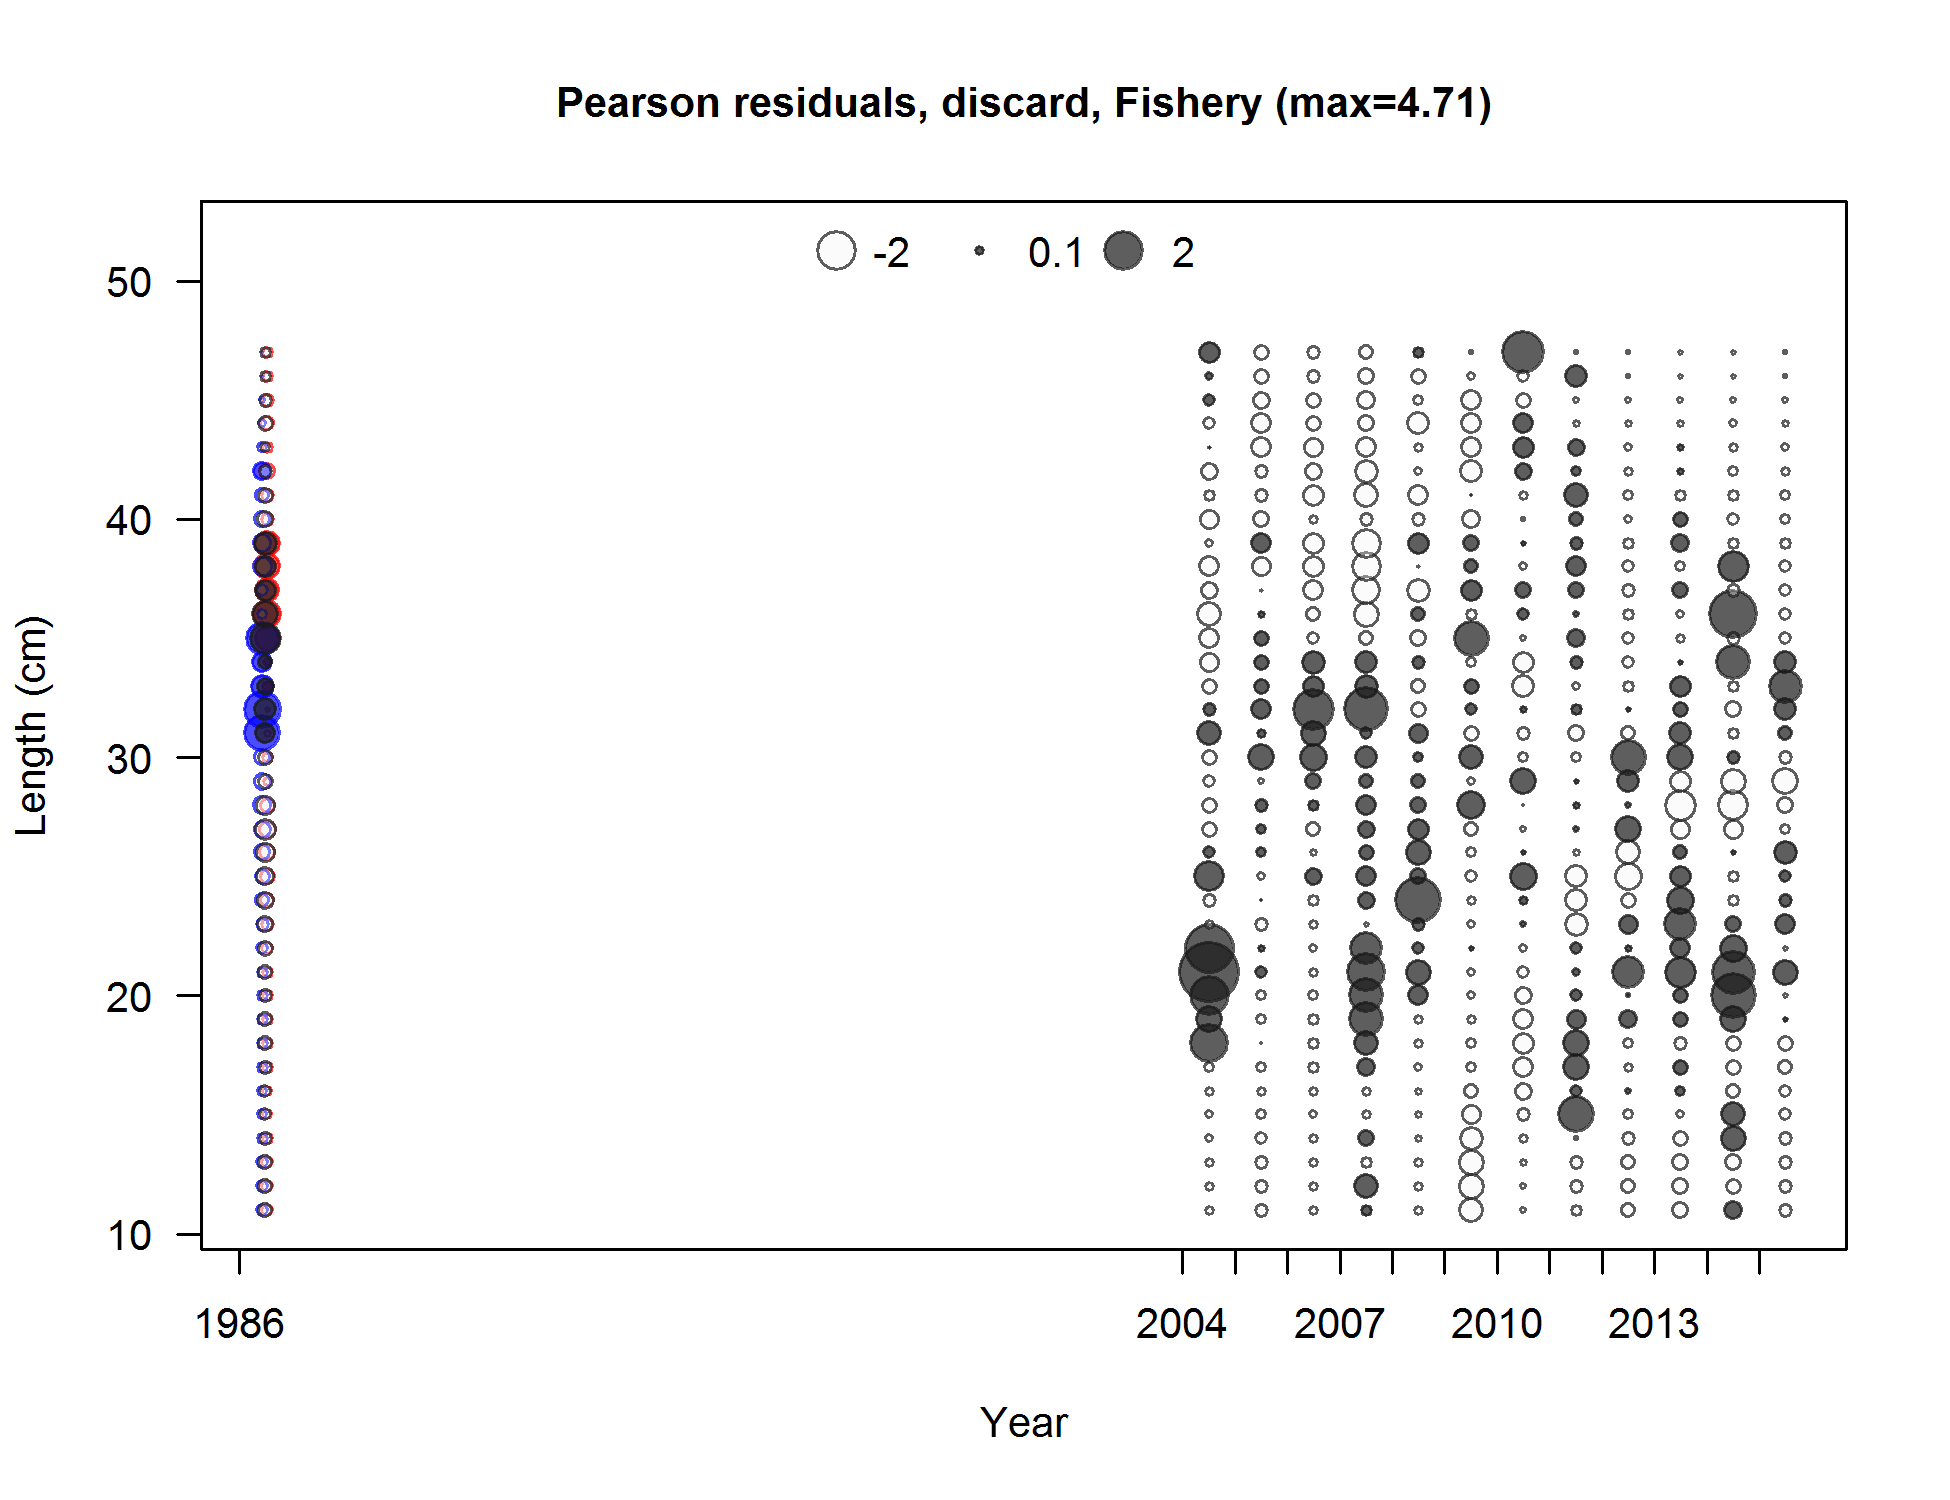 Pearson residuals, discard, Fishery (max=4.71)
-2 0.1 2
50
40
30
20
10
Length (cm)
1986 2004 2007 2010 2013
Year